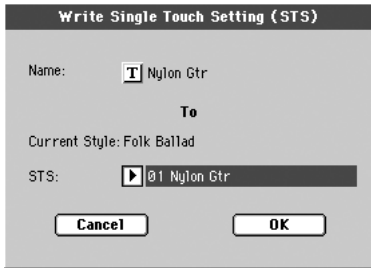 Write Single Touch Setting (STS)
Name: T Nylon Gtr
To
Current Style: Folk Ballad
STS: 01 Nylon Gtr
Cancel OK